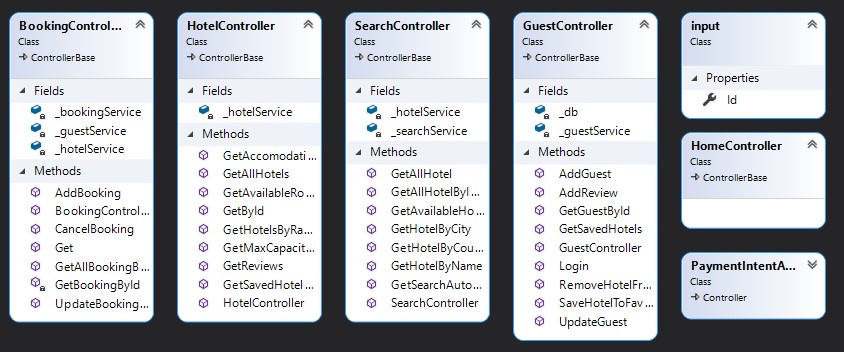 BookingControl...
Class
ControllerBase
Fields
_bookingService
_guestService
_hotelService
Methods
AddBooking
BookingControl...
CancelBooking
Get
GetAllBookingB...
GetBookingById
UpdateBooking...
HotelController
Class
ControllerBase
Fields
_hotelService
Methods
GetAccomodati...
GetAllHotels
GetAvailableRo...
GetById
GetHotelsByRa...
GetMaxCapacit...
GetReviews
GetSavedHotel...
HotelController
SearchController
Class
ControllerBase
Fields
_hotelService
_searchService
Methods
GetAllHotel
GetAllHotelByI...
GetAvailableHo...
GetHotelByCity
GetHotelByCou...
GetHotelByName
GetSearchAuto...
SearchController
GuestController
Class
ControllerBase
Fields
_db
_guestService
Methods
AddGuest
AddReview
GetGuestById
GetSavedHotels
GuestController
Login
RemoveHotelFr...
SaveHotelToFav...
UpdateGuest
input
Class
Properties
Id
HomeController
Class
ControllerBase
PaymentIntentA...
Class
Controller